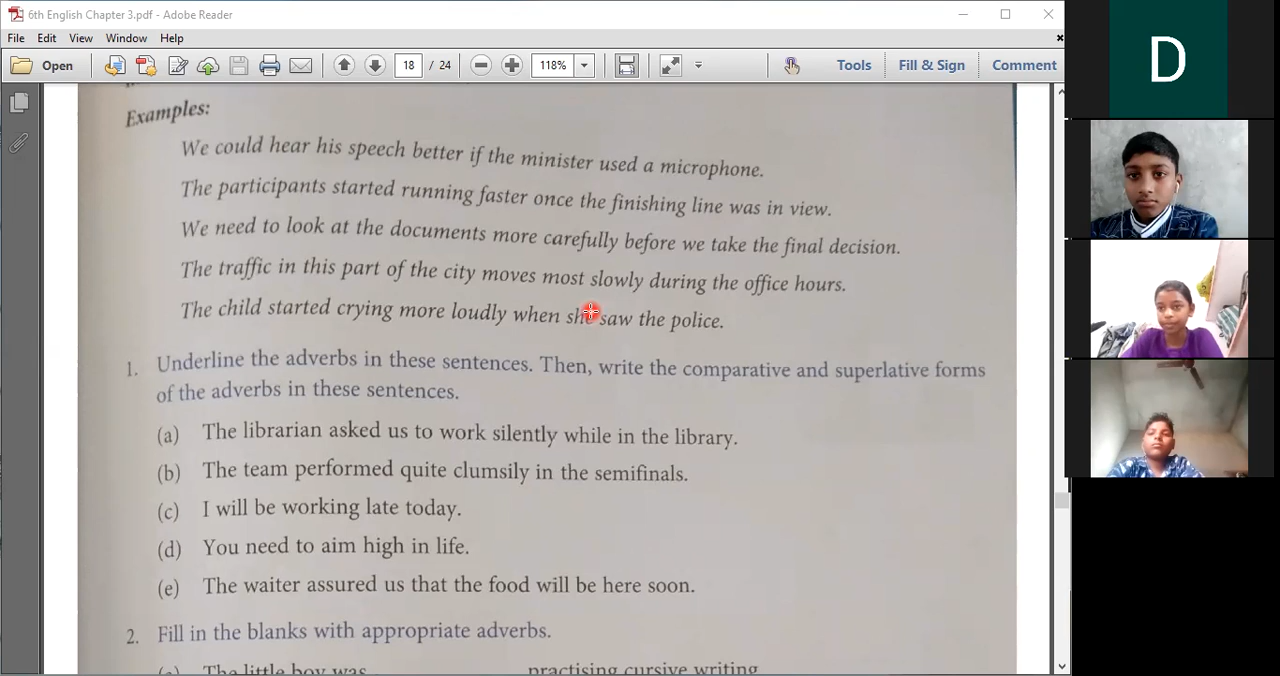 6th English Chapter 3.pdf - Adobe Reader
File Edit View Window Help
Open 18 / 24 118% Tools Fill & Sign Comment
Examples:
We could hear his speech better if the minister used a microphone.
The participants started running faster once the finishing line was in view.
We need to look at the documents more carefully before we take the final decision.
The traffic in this part of the city moves most slowly during the office hours.
The child started crying more loudly when she saw the police.
1. Underline the adverbs in these sentences. Then, write the comparative and superlative forms
of the adverbs in these sentences.
(a) The librarian asked us to work silently while in the library.
(b) The team performed quite clumsily in the semifinals.
(c) I will be working late today.
(d) You need to aim high in life.
(e) The waiter assured us that the food will be here soon.
2. Fill in the blanks with appropriate adverbs.
(a) The little boy was practising cursive writing
D